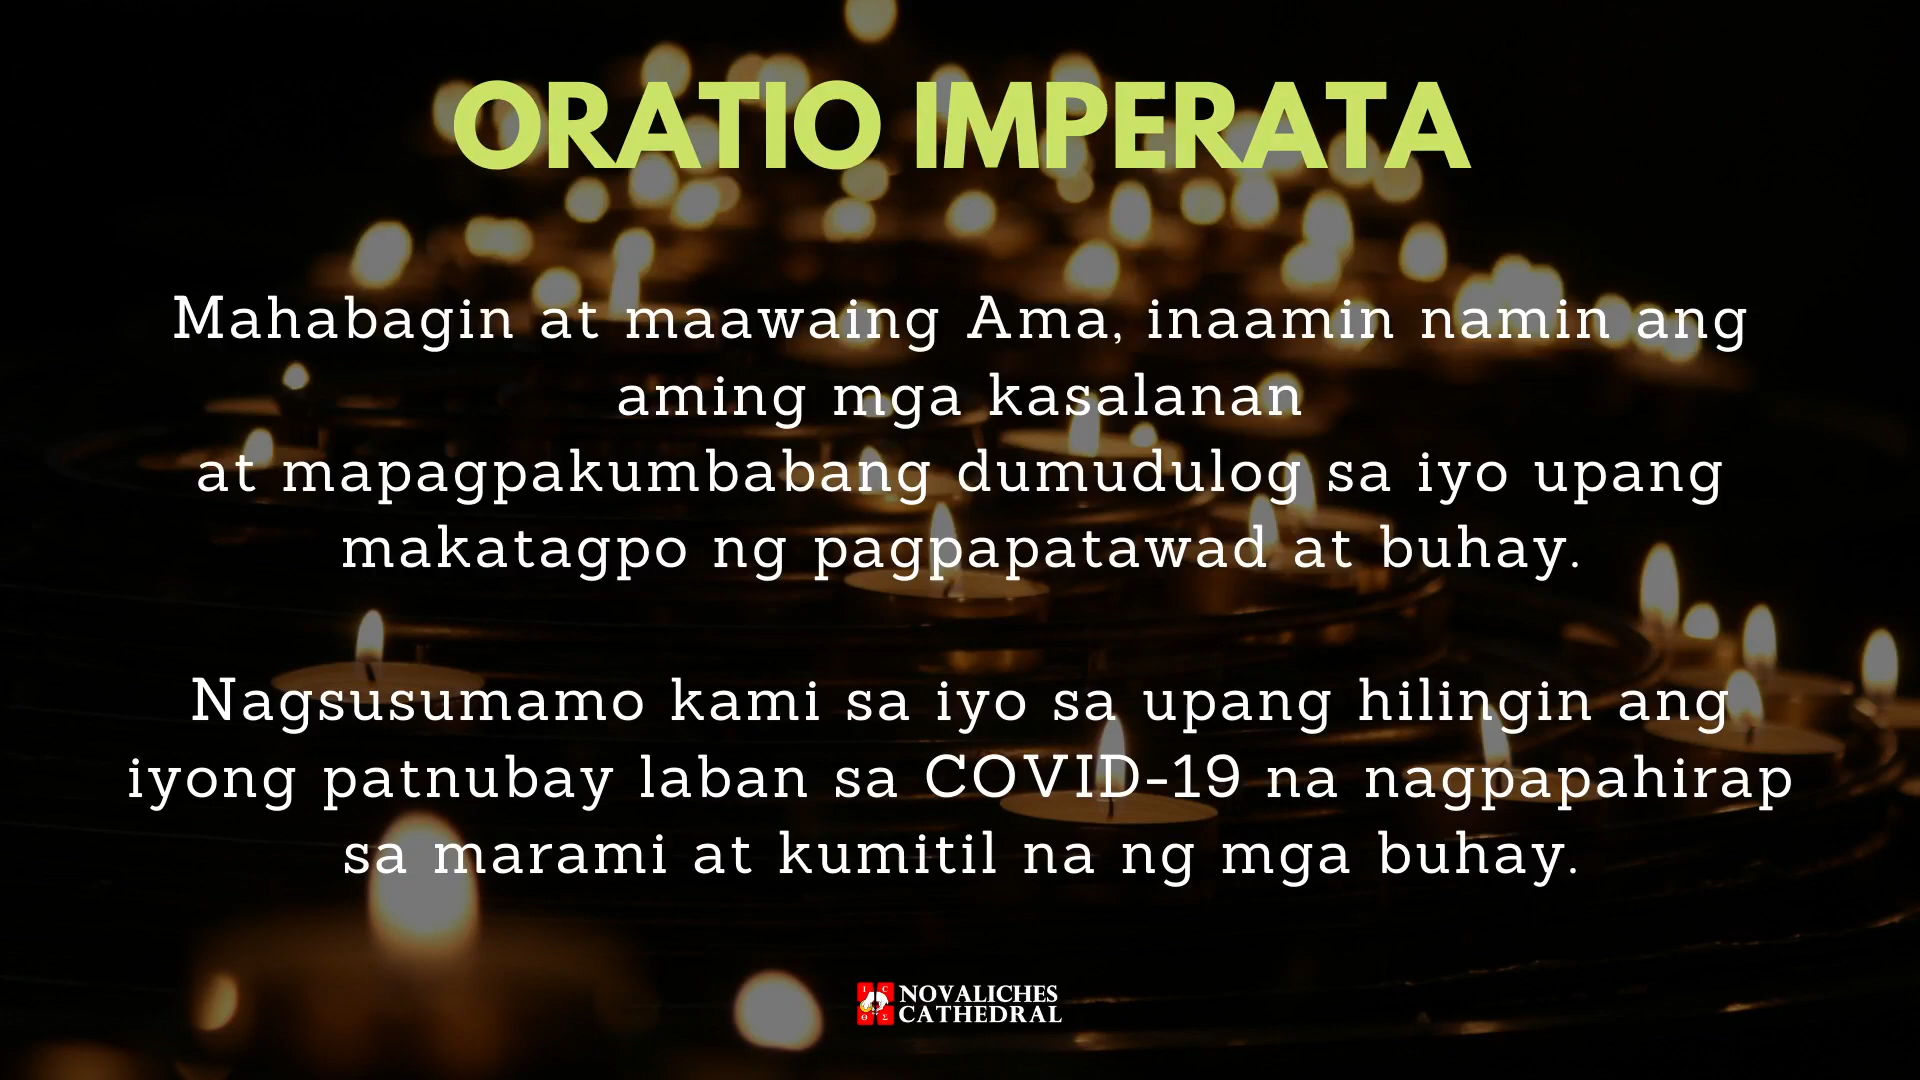 ORATIO IMPERATA
Mahabagin at maawaing Ama, inaamin namin ang
aming mga kasalanan
at mapagpakumbabang dumudulog sa iyo upang
makatagpo ng pagpapatawad at buhay.
Nagsusumamo kami sa iyo sa upang hilingin ang
iyong patnubay laban sa COVID-19 na nagpapahirap
sa marami at kumitil na ng mga buhay.
IC
ΘΣ
NOVALICHES
CATHEDRAL